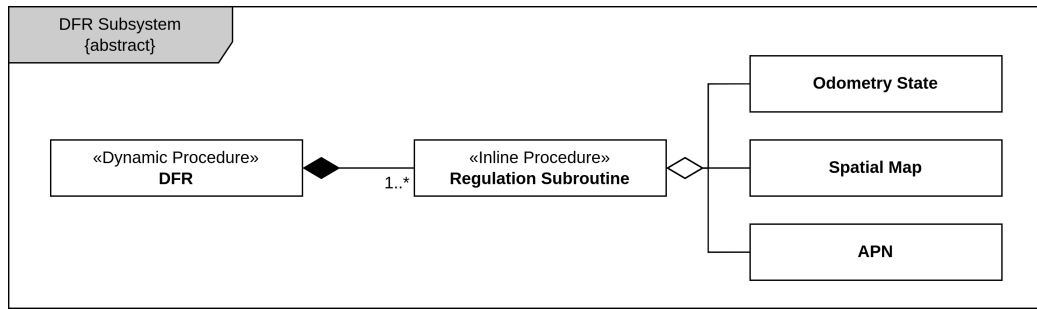 DFR Subsystem
{abstract}
«Dynamic Procedure»
DFR
1..*
«Inline Procedure»
Regulation Subroutine
Odometry State
Spatial Map
APN